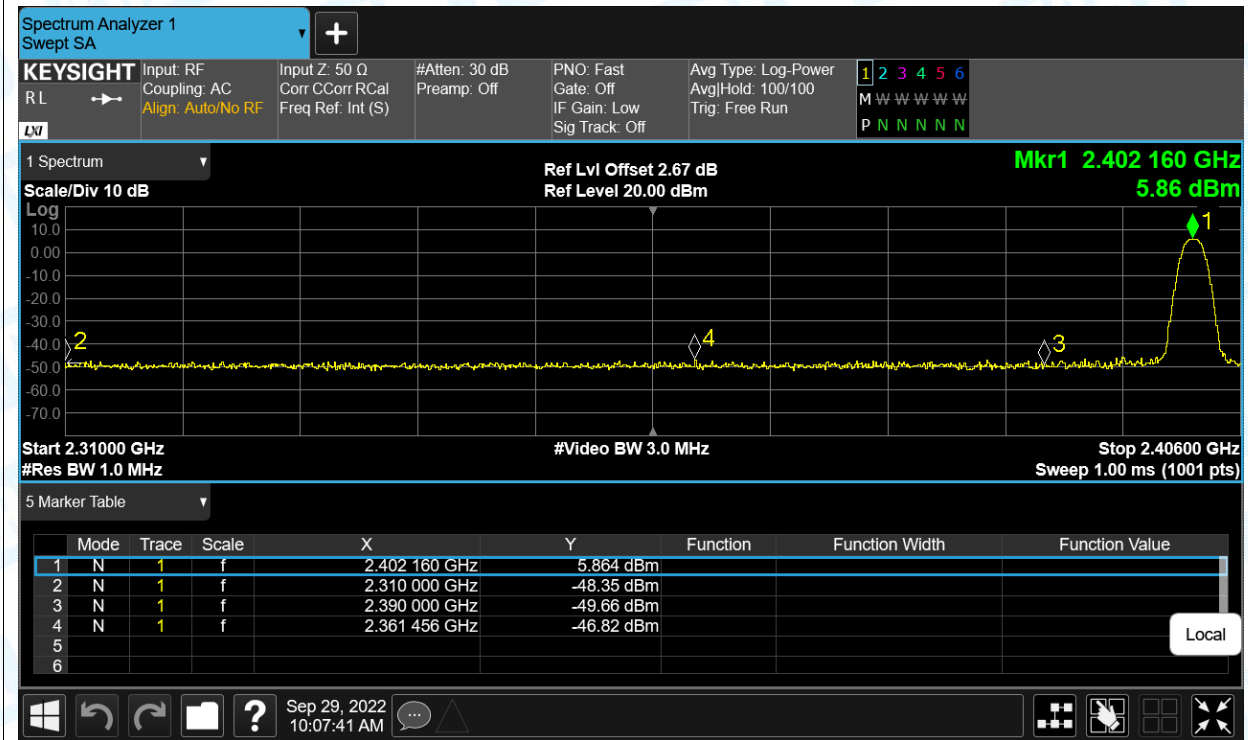 Spectrum Analyzer 1
Swept SA
+
KEYSIGHT Input: RF Input Z: 50 Ω #Atten: 30 dB PNO: Fast Avg Type: Log-Power 1 2 3 4 5 6
RL Coupling: AC Corr CCorr RCal Preamp: Off Gate: Off Avg|Hold: 100/100 M W W W W W W
Align: Auto/No RF Freq Ref: Int (S) IF Gain: Low Trig: Free Run P N N N N N N
LXI Sig Track: Off
1 Spectrum
Scale/Div 10 dB
Ref Lvl Offset 2.67 dB
Ref Level 20.00 dBm
Mkr1 2.402 160 GHz
5.86 dBm
Log
10.0
0.00
-10.0
-20.0
-30.0
-40.0
-50.0
-60.0
-70.0
1
2
4
3
Start 2.31000 GHz #Video BW 3.0 MHz Stop 2.40600 GHz
#Res BW 1.0 MHz Sweep 1.00 ms (1001 pts)
5 Marker Table
Mode Trace Scale X Y Function Function Width Function Value
1 N 1 f 2.402 160 GHz 5.864 dBm
2 N 1 f 2.310 000 GHz -48.35 dBm
3 N 1 f 2.390 000 GHz -49.66 dBm
4 N 1 f 2.361 456 GHz -46.82 dBm
5
6
Local
? Sep 29, 2022
10:07:41 AM